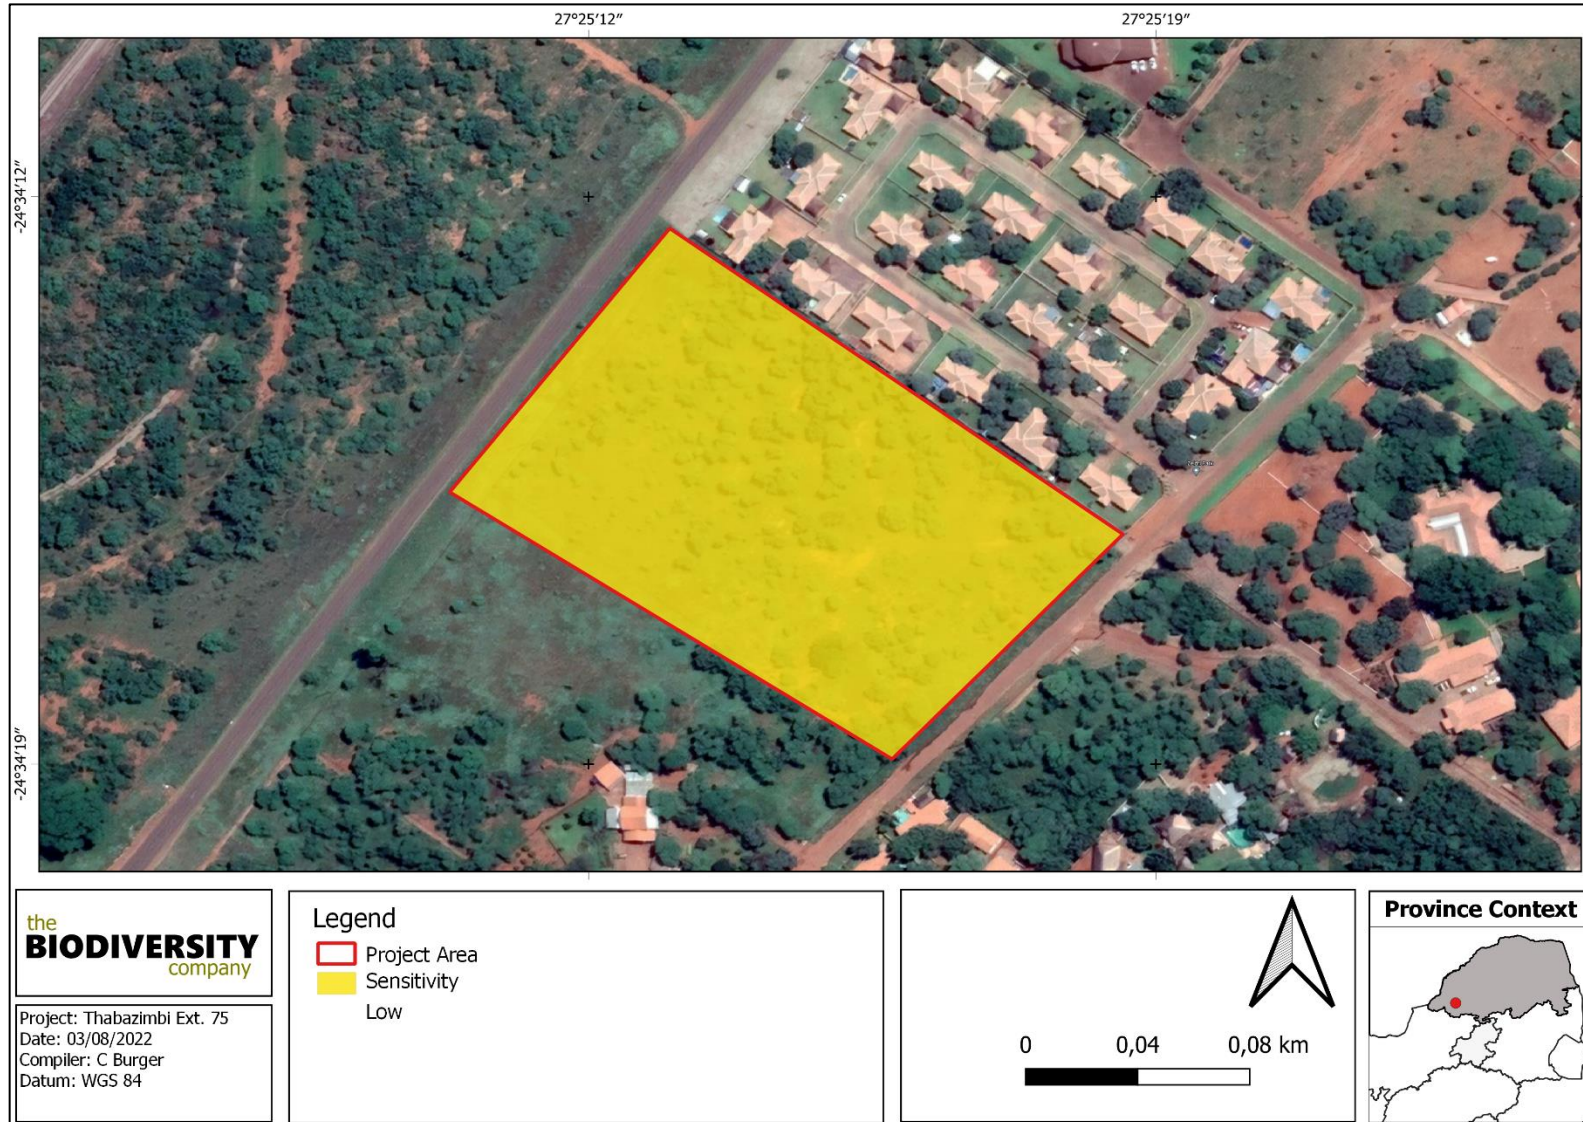 27°25'12"
27°25'19"
-24°34'12"
-24°34'19"
the
BIODIVERSITY
company
Project: Thabazimbi Ext. 75
Date: 03/08/2022
Compiler: C Burger
Datum: WGS 84
Legend
Project Area
Sensitivity
Low
0 0,04 0,08 km
Province Context